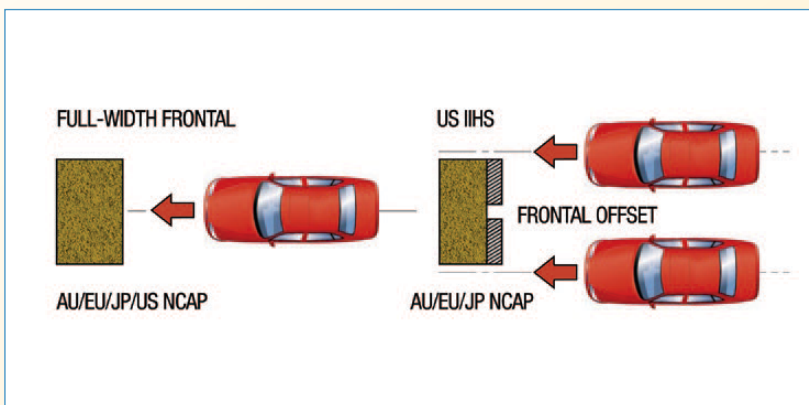 FULL-WIDTH FRONTAL
AU/EU/JP/US NCAP
US IIHS
FRONTAL OFFSET
AU/EU/JP NCAP